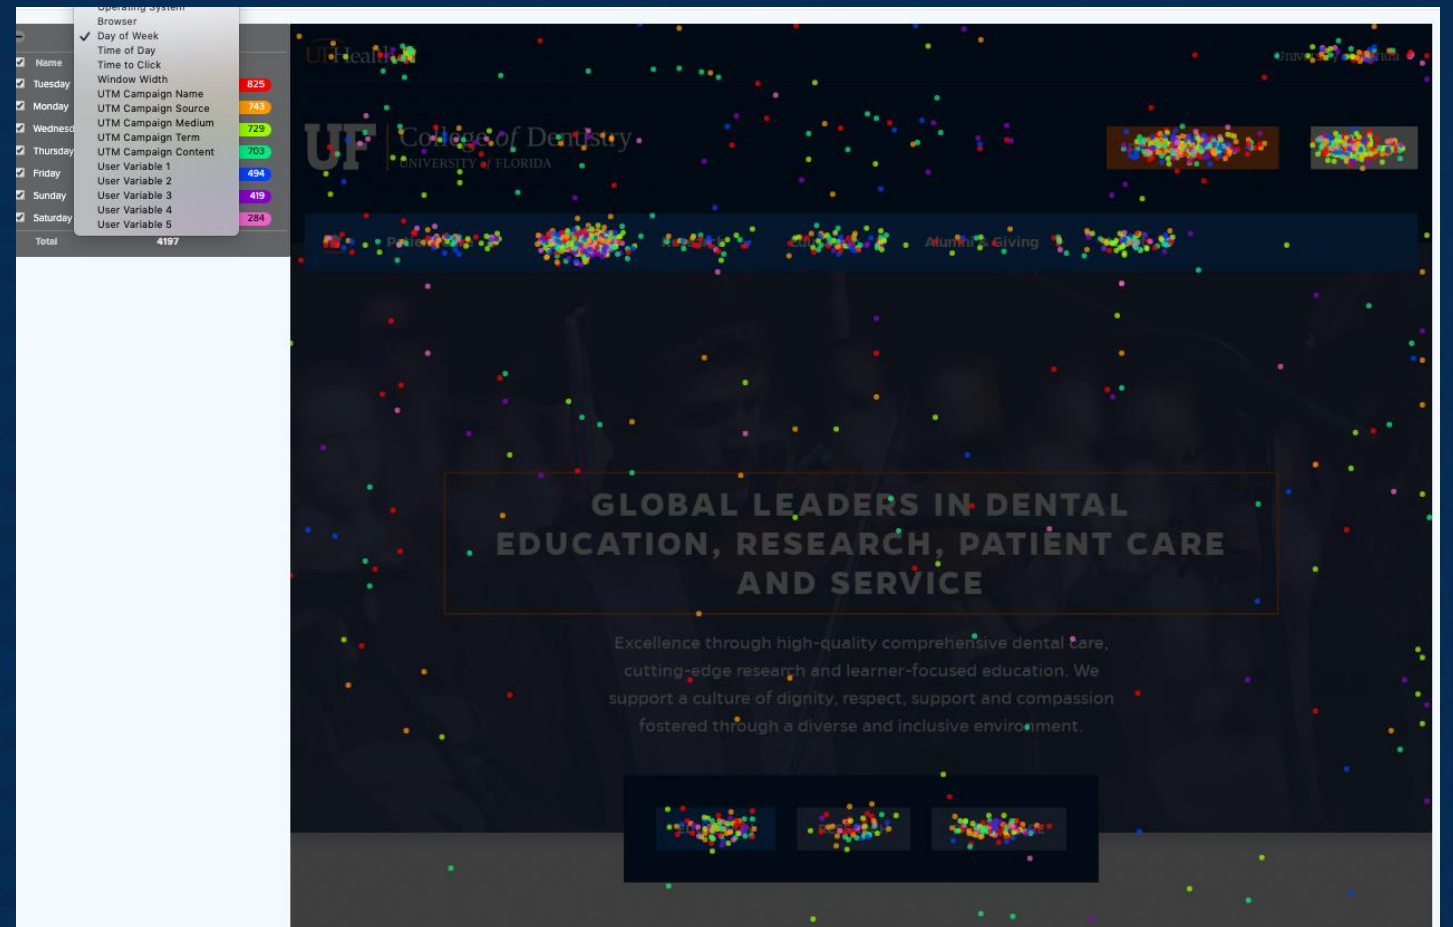 Operating System
Browser
✓ Day of Week
Time of Day
Time to Click
Window Width
UTM Campaign Name
UTM Campaign Source
UTM Campaign Medium
UTM Campaign Term
UTM Campaign Content
User Variable 1
User Variable 2
User Variable 3
User Variable 4
User Variable 5
Name
Tuesday 825
Monday 743
Wednesd 729
Thursday 703
Friday 494
Sunday 419
Saturday 284
Total 4197
UF Health
UF College of Dentistry
UNIVERSITY of FLORIDA
Alumni & Giving
GLOBAL LEADERS IN DENTAL
EDUCATION, RESEARCH, PATIENT CARE
AND SERVICE
Excellence through high-quality comprehensive dental care,
cutting-edge research and learner-focused education. We
support a culture of dignity, respect, support and compassion
fostered through a diverse and inclusive environment.